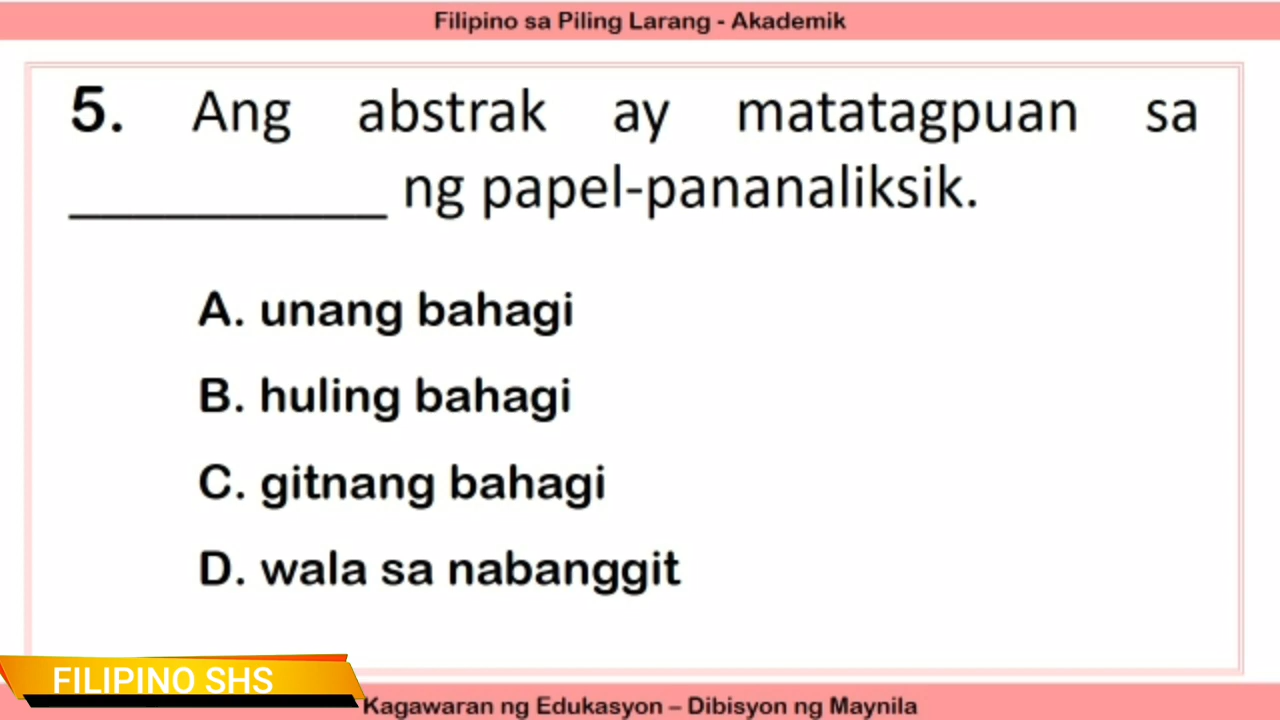 Filipino sa Piling Larang - Akademik
5. Ang abstrak ay matatagpuan sa
___________ ng papel-pananaliksik.
A. unang bahagi
B. huling bahagi
C. gitnang bahagi
D. wala sa nabanggit
FILIPINO SHS
Kagawaran ng Edukasyon – Dibisyon ng Maynila